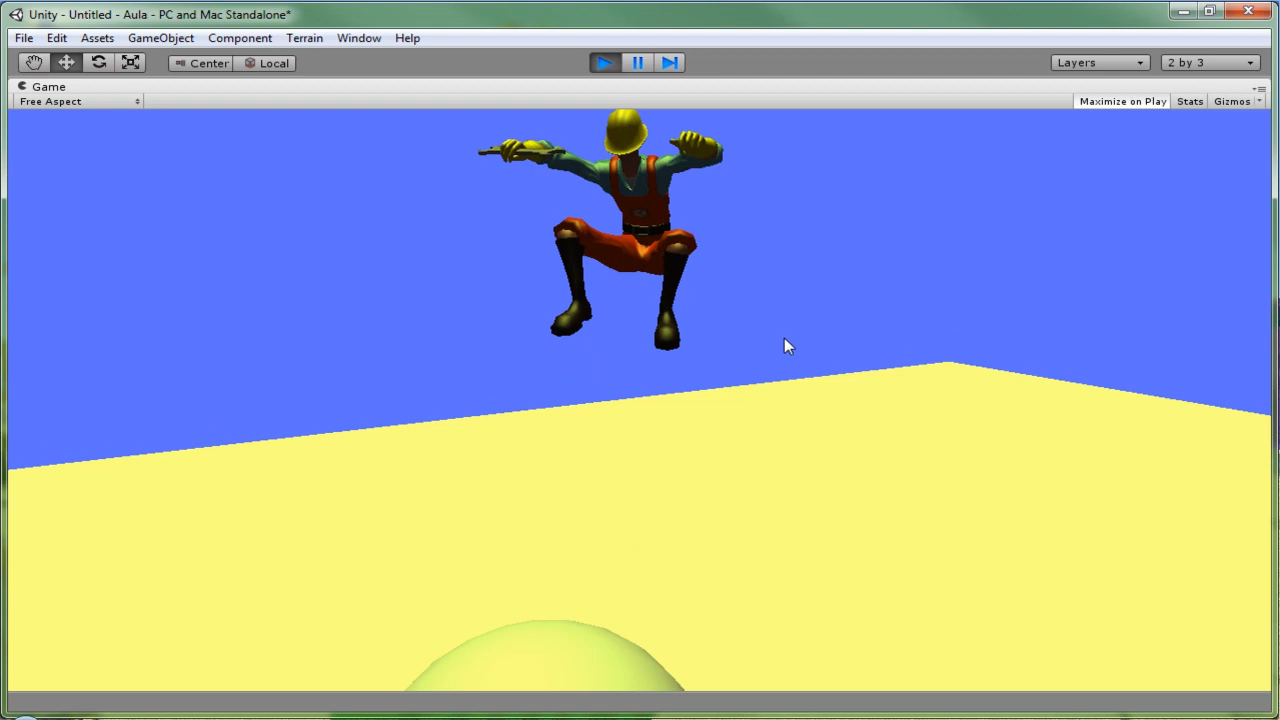 Unity - Untitled - Aula - PC and Mac Standalone*
File Edit Assets GameObject Component Terrain Window Help
Center Local Layers 2 by 3
Game
Free Aspect Maximize on Play Stats Gizmos